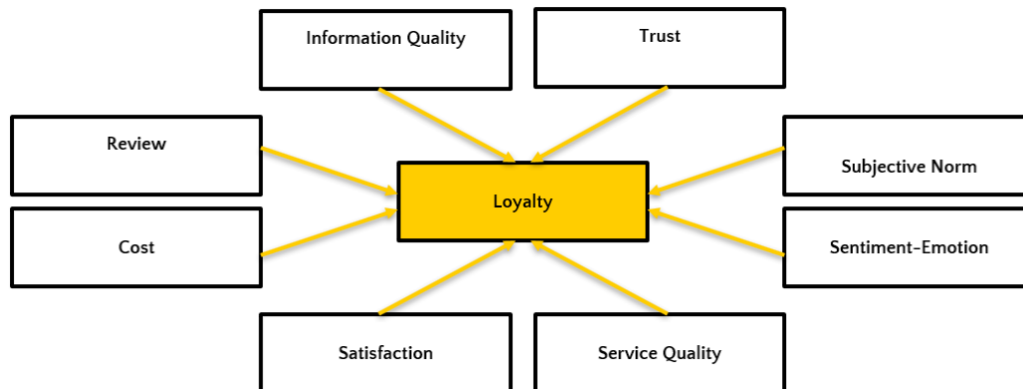 Information Quality
Trust
Review
Subjective Norm
Loyalty
Cost
Sentiment-Emotion
Satisfaction
Service Quality